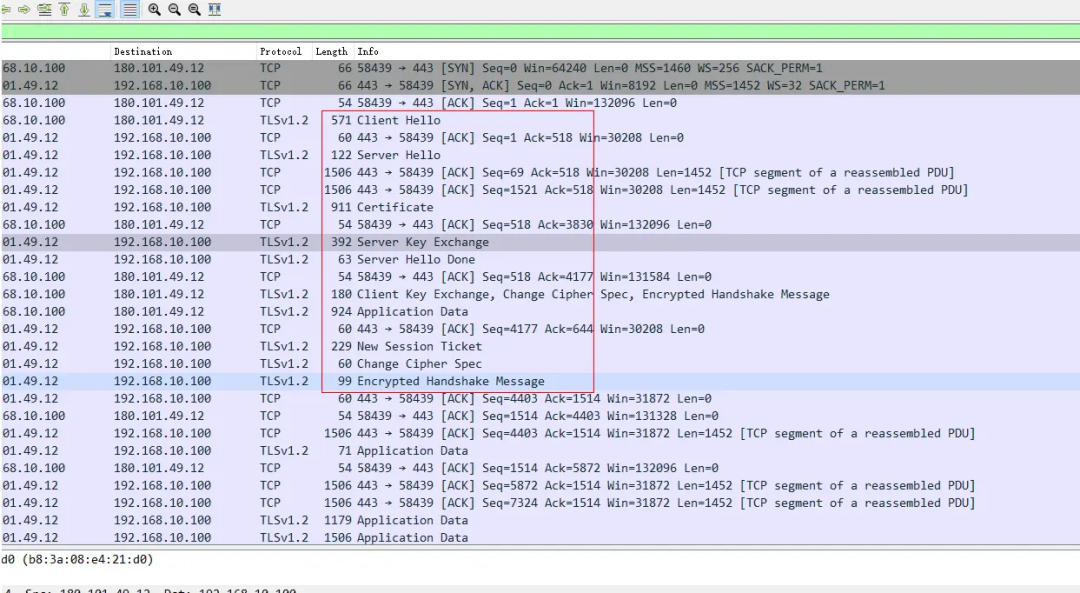 Destination Protocol Length Info
68.10.100 180.101.49.12 TCP 66 58439 → 443 [SYN] Seq=0 Win=64240 Len=0 MSS=1460 WS=256 SACK_PERM=1
01.49.12 192.168.10.100 TCP 66 443 → 58439 [SYN, ACK] Seq=0 Ack=1 Win=8192 Len=0 MSS=1452 WS=32 SACK_PERM=1
68.10.100 180.101.49.12 TCP 54 58439 → 443 [ACK] Seq=1 Ack=1 Win=132096 Len=0
68.10.100 180.101.49.12 TLSv1.2 571 Client Hello
01.49.12 192.168.10.100 TCP 60 443 → 58439 [ACK] Seq=1 Ack=518 Win=30208 Len=0
01.49.12 192.168.10.100 TLSv1.2 122 Server Hello
01.49.12 192.168.10.100 TCP 1506 443 → 58439 [ACK] Seq=69 Ack=518 Win=30208 Len=1452 [TCP segment of a reassembled PDU]
01.49.12 192.168.10.100 TCP 1506 443 → 58439 [ACK] Seq=1521 Ack=518 Win=30208 Len=1452 [TCP segment of a reassembled PDU]
01.49.12 192.168.10.100 TLSv1.2 911 Certificate
68.10.100 180.101.49.12 TCP 54 58439 → 443 [ACK] Seq=518 Ack=3830 Win=132096 Len=0
01.49.12 192.168.10.100 TLSv1.2 392 Server Key Exchange
01.49.12 192.168.10.100 TLSv1.2 63 Server Hello Done
68.10.100 180.101.49.12 TCP 54 58439 → 443 [ACK] Seq=518 Ack=4177 Win=131584 Len=0
68.10.100 180.101.49.12 TLSv1.2 180 Client Key Exchange, Change Cipher Spec, Encrypted Handshake Message
68.10.100 180.101.49.12 TLSv1.2 924 Application Data
01.49.12 192.168.10.100 TCP 60 443 → 58439 [ACK] Seq=4177 Ack=644 Win=30208 Len=0
01.49.12 192.168.10.100 TLSv1.2 229 New Session Ticket
01.49.12 192.168.10.100 TLSv1.2 60 Change Cipher Spec
01.49.12 192.168.10.100 TLSv1.2 99 Encrypted Handshake Message
01.49.12 192.168.10.100 TCP 60 443 → 58439 [ACK] Seq=4403 Ack=1514 Win=31872 Len=0
68.10.100 180.101.49.12 TCP 54 58439 → 443 [ACK] Seq=1514 Ack=4403 Win=131328 Len=0
01.49.12 192.168.10.100 TCP 1506 443 → 58439 [ACK] Seq=4403 Ack=1514 Win=31872 Len=1452 [TCP segment of a reassembled PDU]
01.49.12 192.168.10.100 TLSv1.2 71 Application Data
68.10.100 180.101.49.12 TCP 54 58439 → 443 [ACK] Seq=1514 Ack=5872 Win=132096 Len=0
01.49.12 192.168.10.100 TCP 1506 443 → 58439 [ACK] Seq=5872 Ack=1514 Win=31872 Len=1452 [TCP segment of a reassembled PDU]
01.49.12 192.168.10.100 TCP 1506 443 → 58439 [ACK] Seq=7324 Ack=1514 Win=31872 Len=1452 [TCP segment of a reassembled PDU]
01.49.12 192.168.10.100 TLSv1.2 1179 Application Data
01.49.12 192.168.10.100 TLSv1.2 1506 Application Data
d0 (b8:3a:08:e4:21:d0)
4, Src: 180.101.49.12, Dst: 192.168.10.100